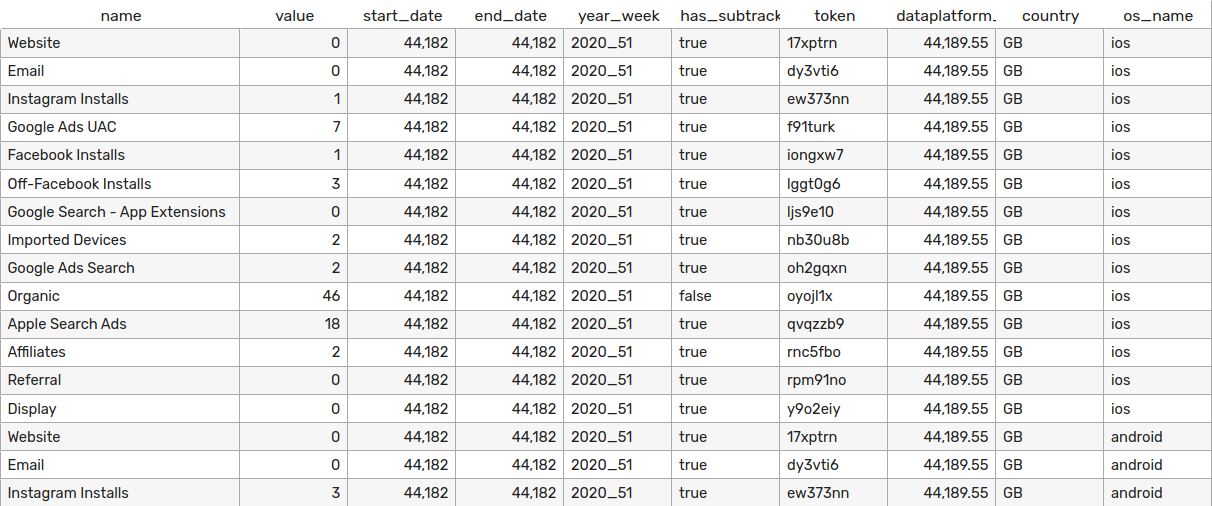 name value start_date end_date year_week has_subtrack token dataplatform_ country os_name
Website 0 44,182 44,182 2020_51 true 17xptrn 44,189.55 GB ios
Email 0 44,182 44,182 2020_51 true dy3vti6 44,189.55 GB ios
Instagram Installs 1 44,182 44,182 2020_51 true ew373nn 44,189.55 GB ios
Google Ads UAC 7 44,182 44,182 2020_51 true f91turk 44,189.55 GB ios
Facebook Installs 1 44,182 44,182 2020_51 true iongxw7 44,189.55 GB ios
Off-Facebook Installs 3 44,182 44,182 2020_51 true lggt0g6 44,189.55 GB ios
Google Search - App Extensions 0 44,182 44,182 2020_51 true ljs9e10 44,189.55 GB ios
Imported Devices 2 44,182 44,182 2020_51 true nb30u8b 44,189.55 GB ios
Google Ads Search 2 44,182 44,182 2020_51 true oh2gqxn 44,189.55 GB ios
Organic 46 44,182 44,182 2020_51 false oyojl1x 44,189.55 GB ios
Apple Search Ads 18 44,182 44,182 2020_51 true qvqzzb9 44,189.55 GB ios
Affiliates 2 44,182 44,182 2020_51 true rnc5fbo 44,189.55 GB ios
Referral 0 44,182 44,182 2020_51 true rpm91no 44,189.55 GB ios
Display 0 44,182 44,182 2020_51 true y9o2eiy 44,189.55 GB ios
Website 0 44,182 44,182 2020_51 true 17xptrn 44,189.55 GB android
Email 0 44,182 44,182 2020_51 true dy3vti6 44,189.55 GB android
Instagram Installs 3 44,182 44,182 2020_51 true ew373nn 44,189.55 GB android